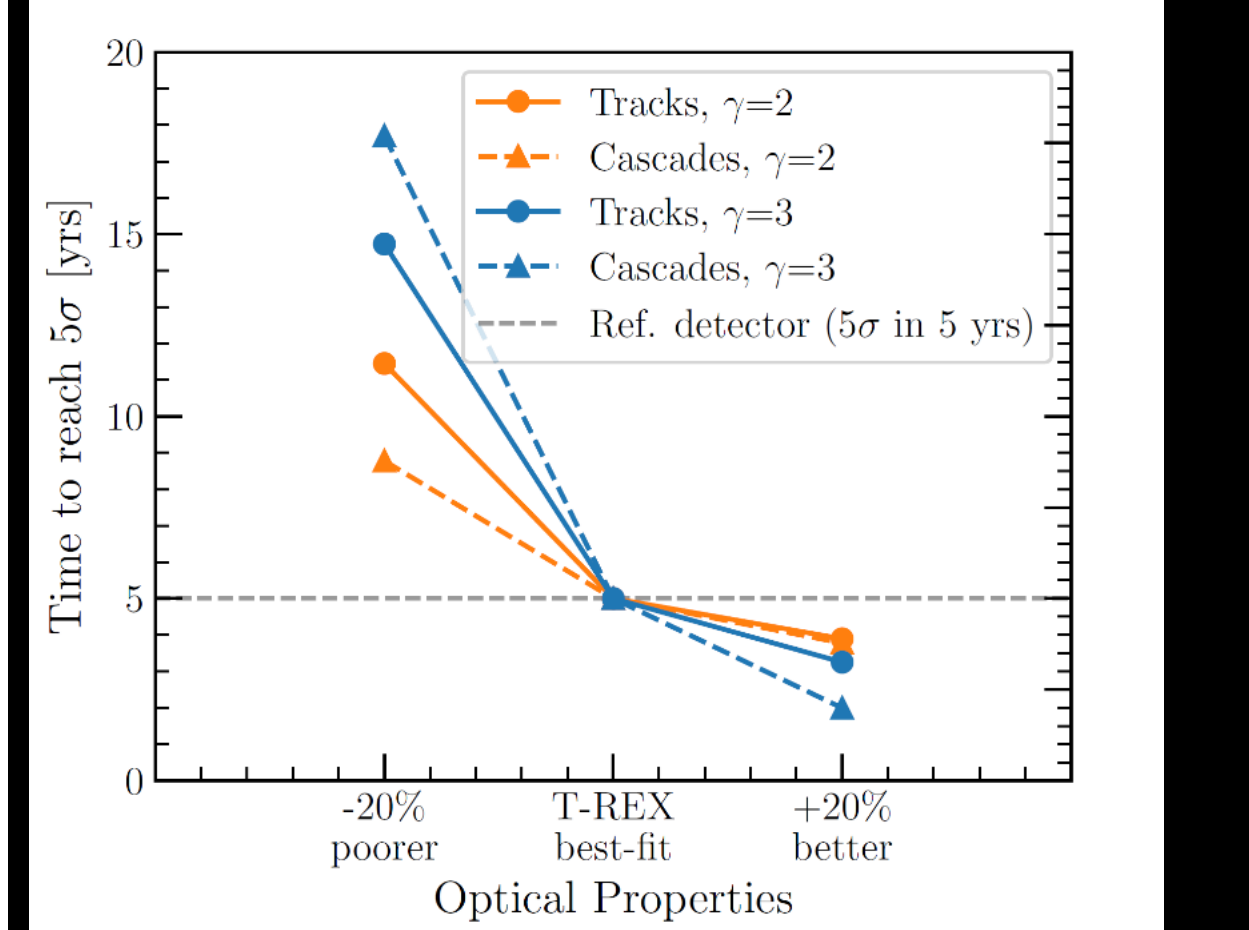 20
15
10
5
0
Time to reach 5σ [yrs]
Tracks, γ=2
Cascades, γ=2
Tracks, γ=3
Cascades, γ=3
Ref. detector (5σ in 5 yrs)
-20%
poorer
T-REX
best-fit
+20%
better
Optical Properties